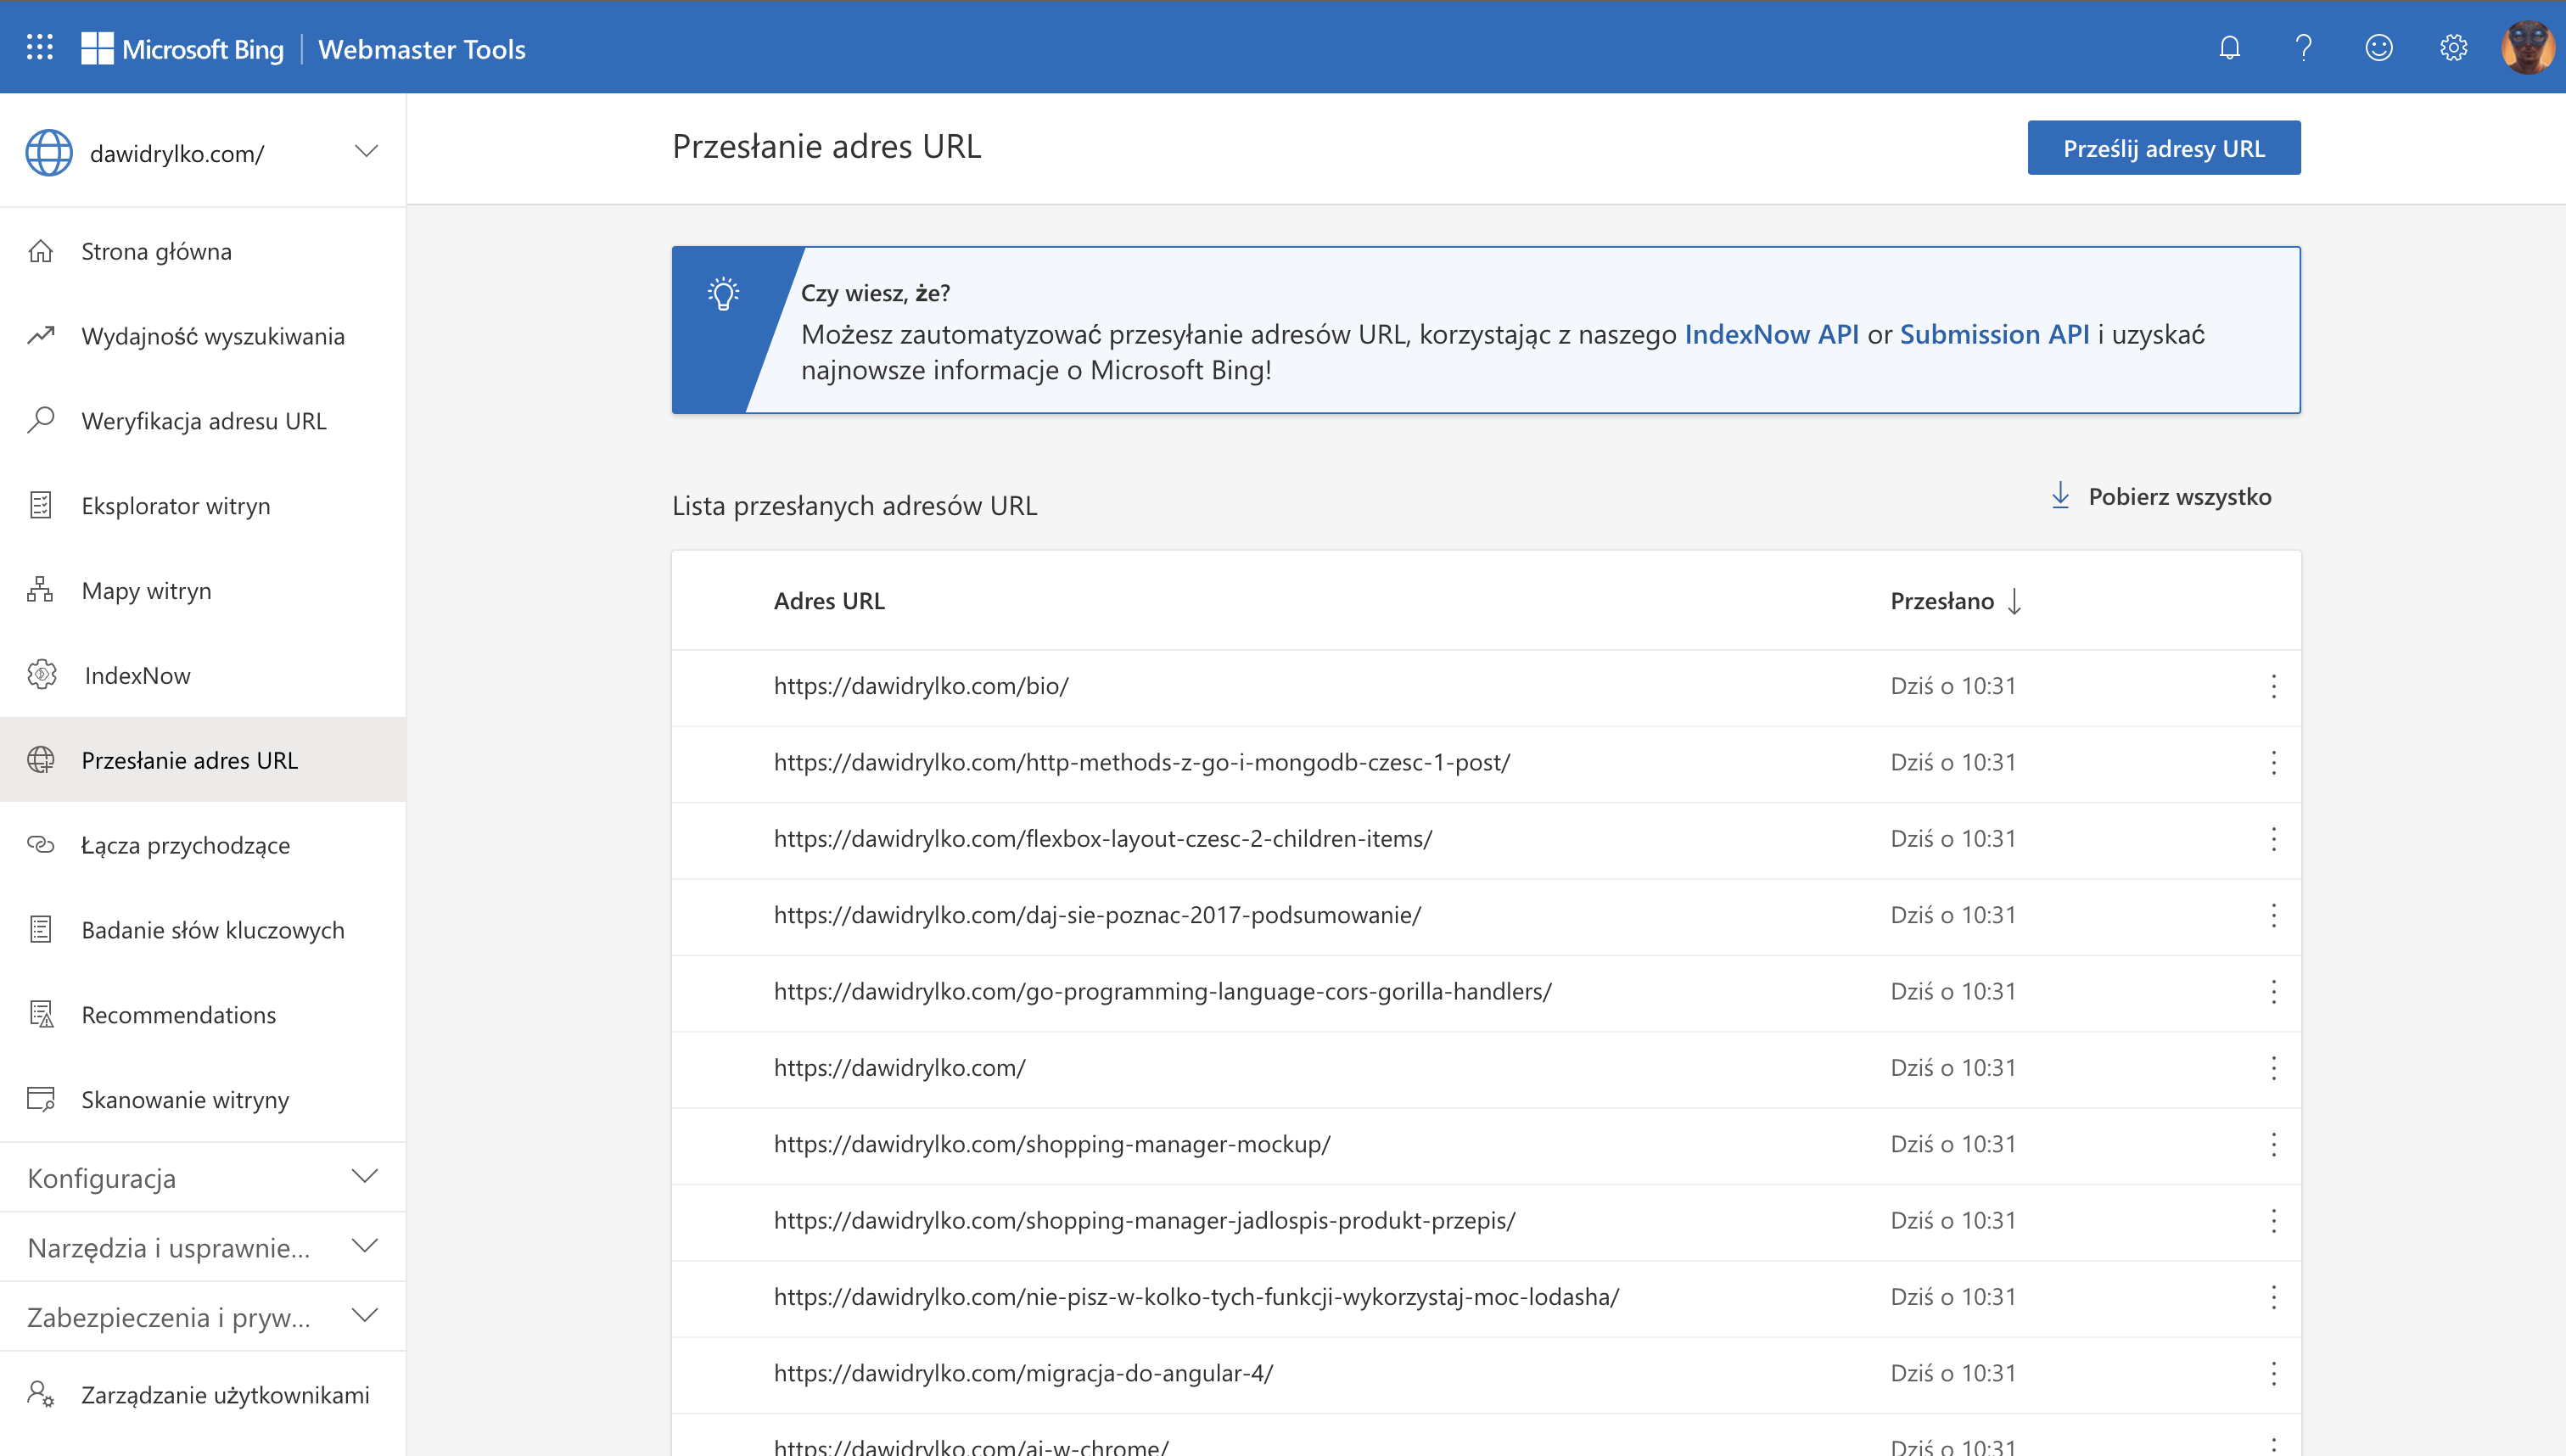 Microsoft Bing | Webmaster Tools
dawidrylko.com/
Strona główna
Wydajność wyszukiwania
Weryfikacja adresu URL
Eksplorator witryn
Mapy witryn
IndexNow
Przesłanie adres URL
Łącza przychodzące
Badanie słów kluczowych
Recommendations
Skanowanie witryny
Konfiguracja
Narzędzia i usprawnie...
Zabezpieczenia i pryw...
Zarządzanie użytkownikami
Przesłanie adres URL
Prześlij adresy URL
Czy wiesz, że?
Możesz zautomatyzować przesyłanie adresów URL, korzystając z naszego IndexNow API or Submission API i uzyskać
najnowsze informacje o Microsoft Bing!
Lista przesłanych adresów URL
Pobierz wszystko
Adres URL Przesłano
https://dawidrylko.com/bio/ Dziś o 10:31
https://dawidrylko.com/http-methods-z-go-i-mongodb-czesc-1-post/ Dziś o 10:31
https://dawidrylko.com/flexbox-layout-czesc-2-children-items/ Dziś o 10:31
https://dawidrylko.com/daj-sie-poznac-2017-podsumowanie/ Dziś o 10:31
https://dawidrylko.com/go-programming-language-cors-gorilla-handlers/ Dziś o 10:31
https://dawidrylko.com/ Dziś o 10:31
https://dawidrylko.com/shopping-manager-mockup/ Dziś o 10:31
https://dawidrylko.com/shopping-manager-jadlospis-produkt-przepis/ Dziś o 10:31
https://dawidrylko.com/nie-pisz-w-kolko-tych-funkcji-wykorzystaj-moc-lodasha/ Dziś o 10:31
https://dawidrylko.com/migracja-do-angular-4/ Dziś o 10:31
https://dawidrylko.com/ai-w-chrome/ Dziś o 10:31